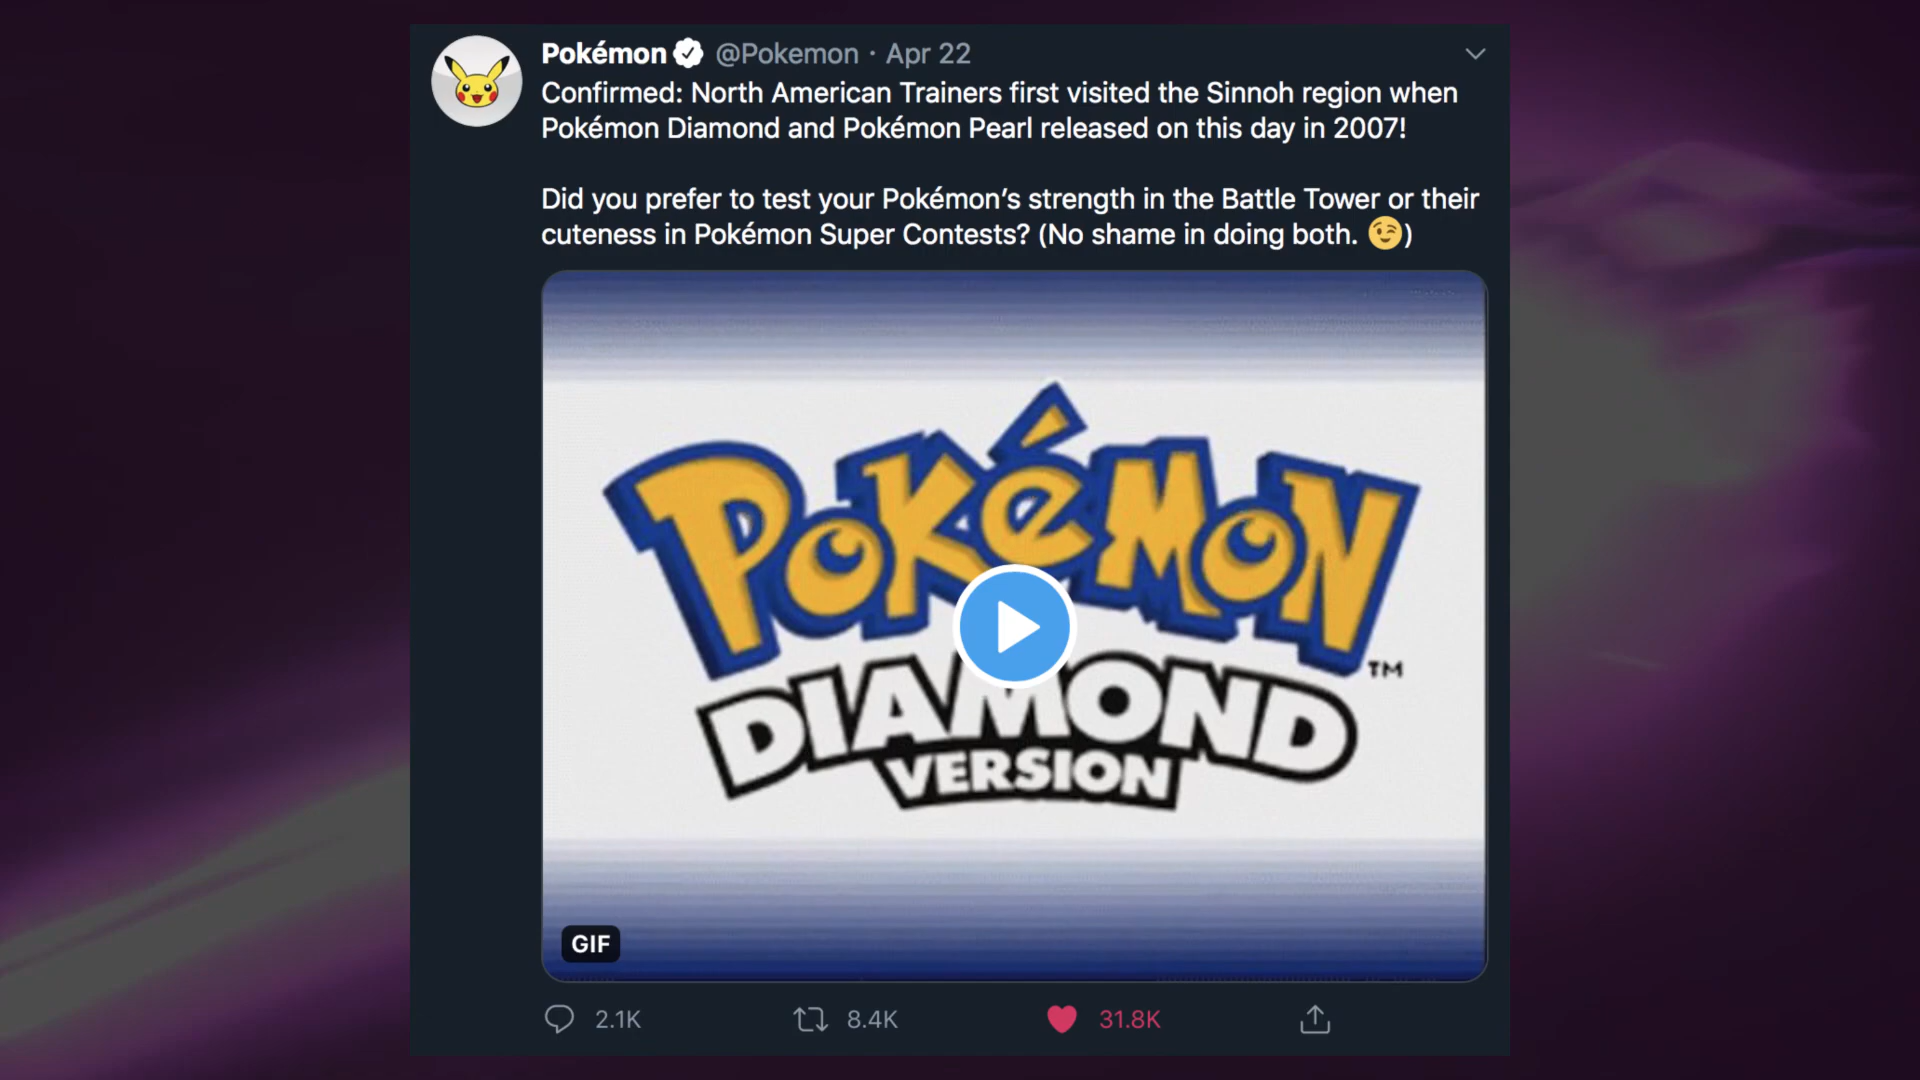 Pokémon @Pokemon · Apr 22
Confirmed: North American Trainers first visited the Sinnoh region when
Pokémon Diamond and Pokémon Pearl released on this day in 2007!
Did you prefer to test your Pokémon’s strength in the Battle Tower or their
cuteness in Pokémon Super Contests? (No shame in doing both. 😉)
POKéMON
TM
DIAMOND
VERSION
GIF
2.1K 8.4K 31.8K